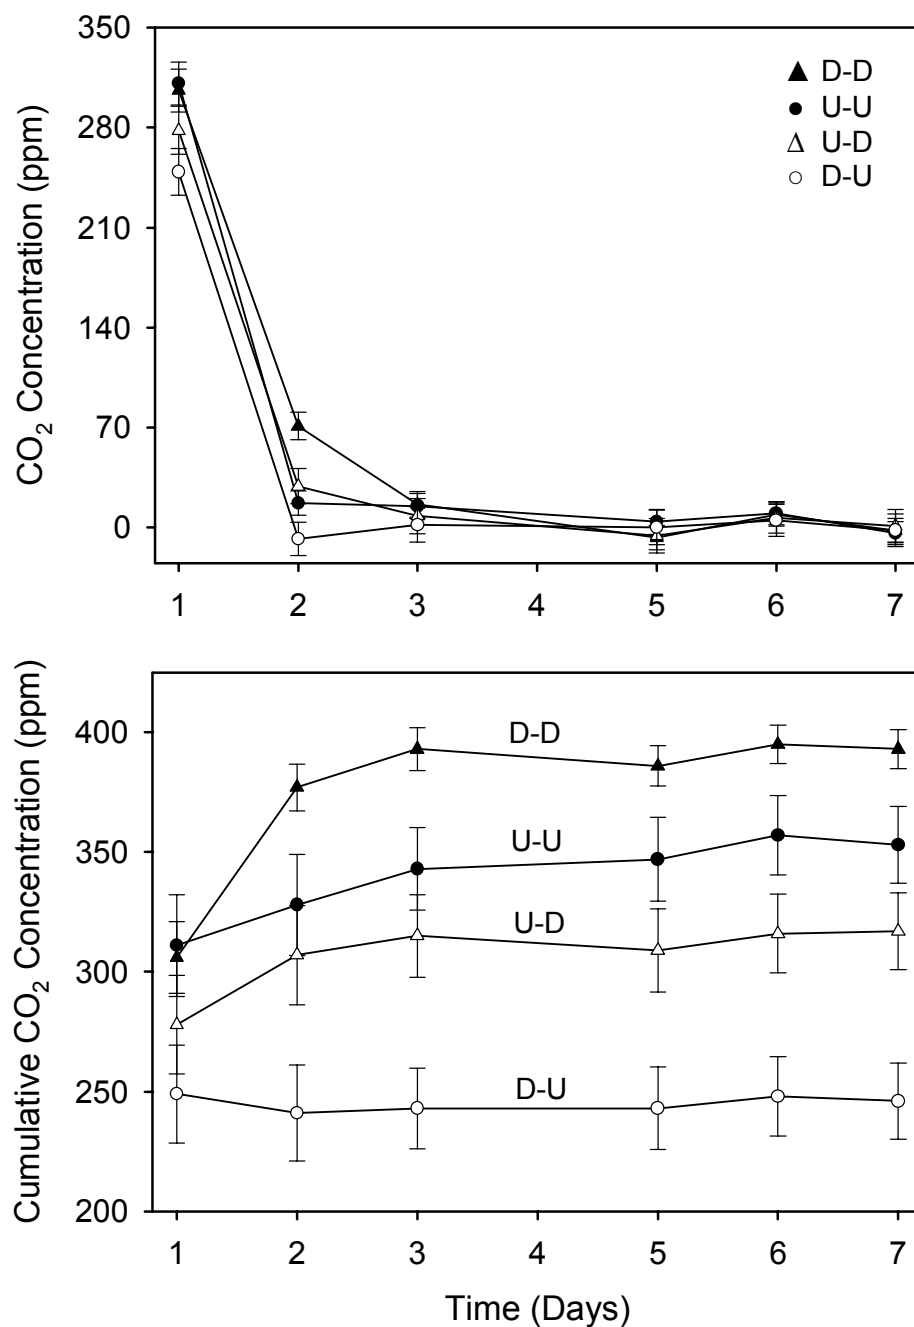 CO₂ Concentration (ppm)
350
280
210
140
70
0
D-D
U-U
U-D
D-U
1 2 3 4 5 6 7
Cumulative CO₂ Concentration (ppm)
400
350
300
250
200
D-D
U-U
U-D
D-U
1 2 3 4 5 6 7
Time (Days)